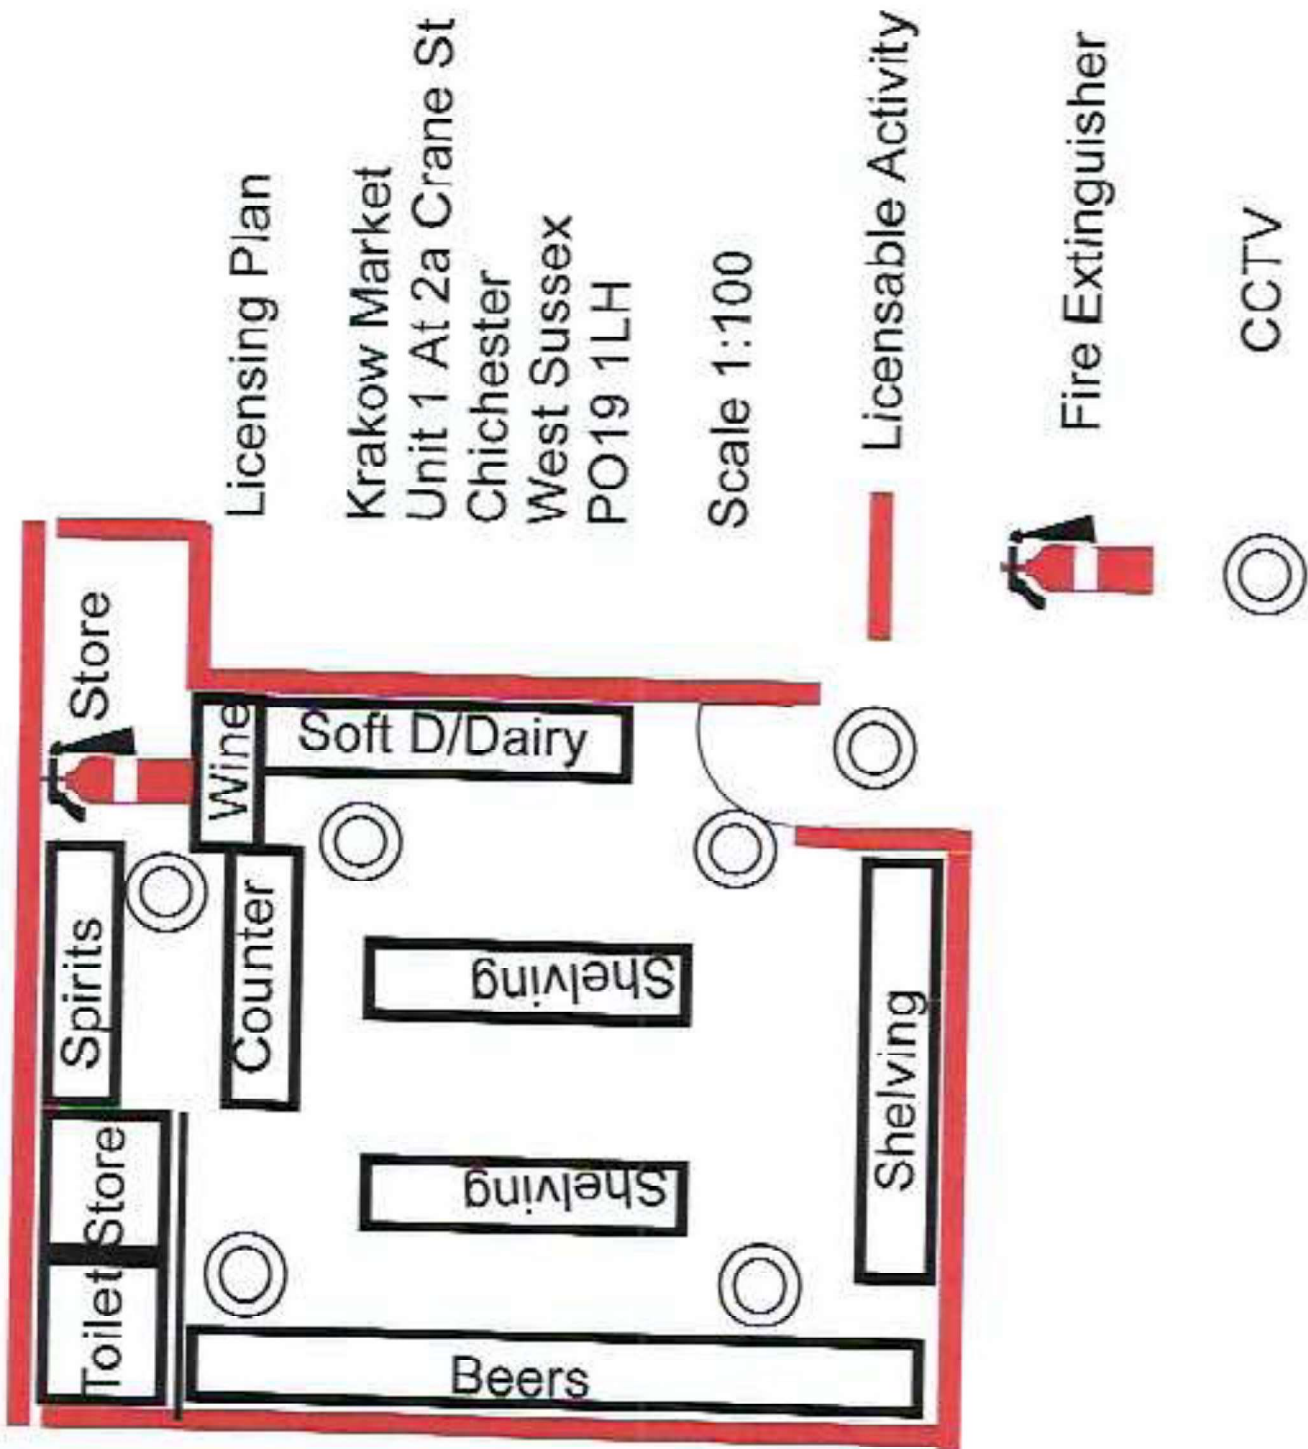 Licensing Plan
Krakow Market
Unit 1 At 2a Crane St
Chichester
West Sussex
PO19 1LH
Scale 1:100
Licensable Activity
Fire Extinguisher
CCTV
Toilet
Store
Spirits
Store
Counter
Wine
Soft D/Dairy
Shelving
Shelving
Beers
Shelving